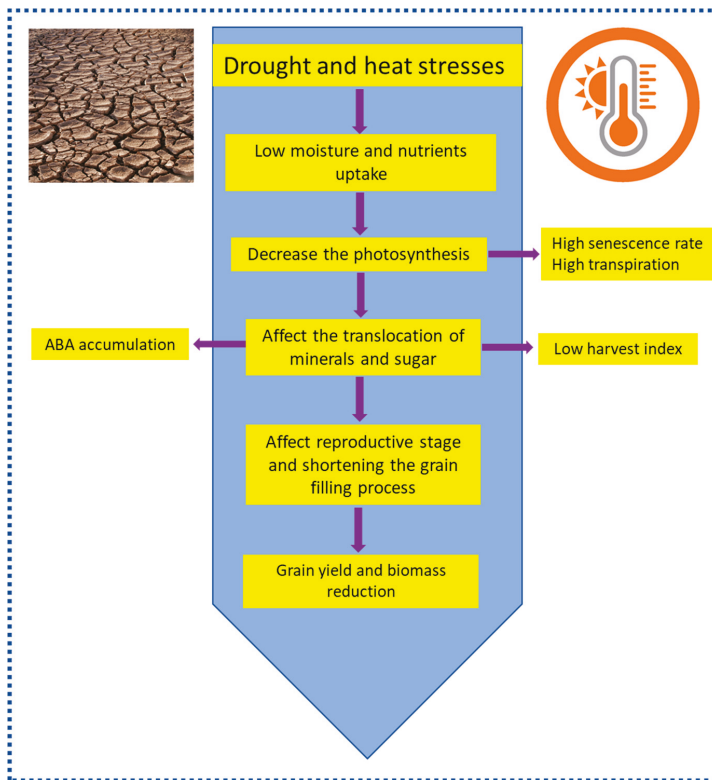 Drought and heat stresses
Low moisture and nutrients
uptake
Decrease the photosynthesis
High senescence rate
High transpiration
ABA accumulation
Affect the translocation of
minerals and sugar
Low harvest index
Affect reproductive stage
and shortening the grain
filling process
Grain yield and biomass
reduction